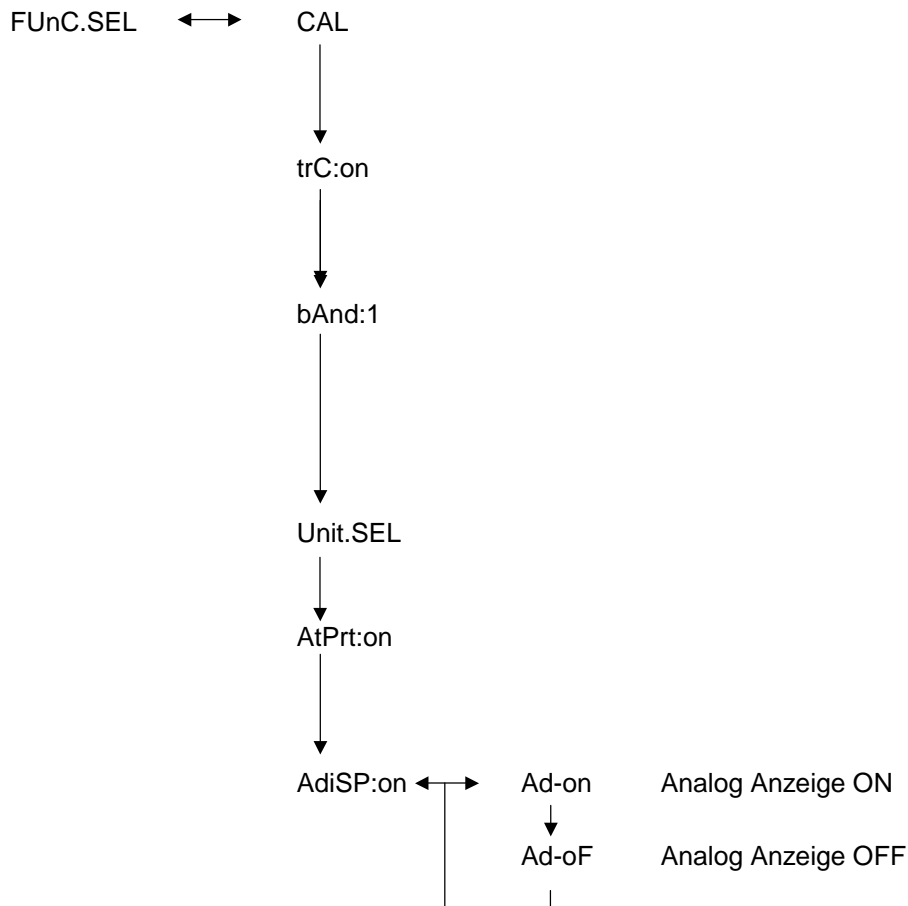 FUnC.SEL CAL
trC:on
bAnd:1
Unit.SEL
AtPrt:on
AdiSP:on Ad-on Analog Anzeige ON
Ad-oF Analog Anzeige OFF